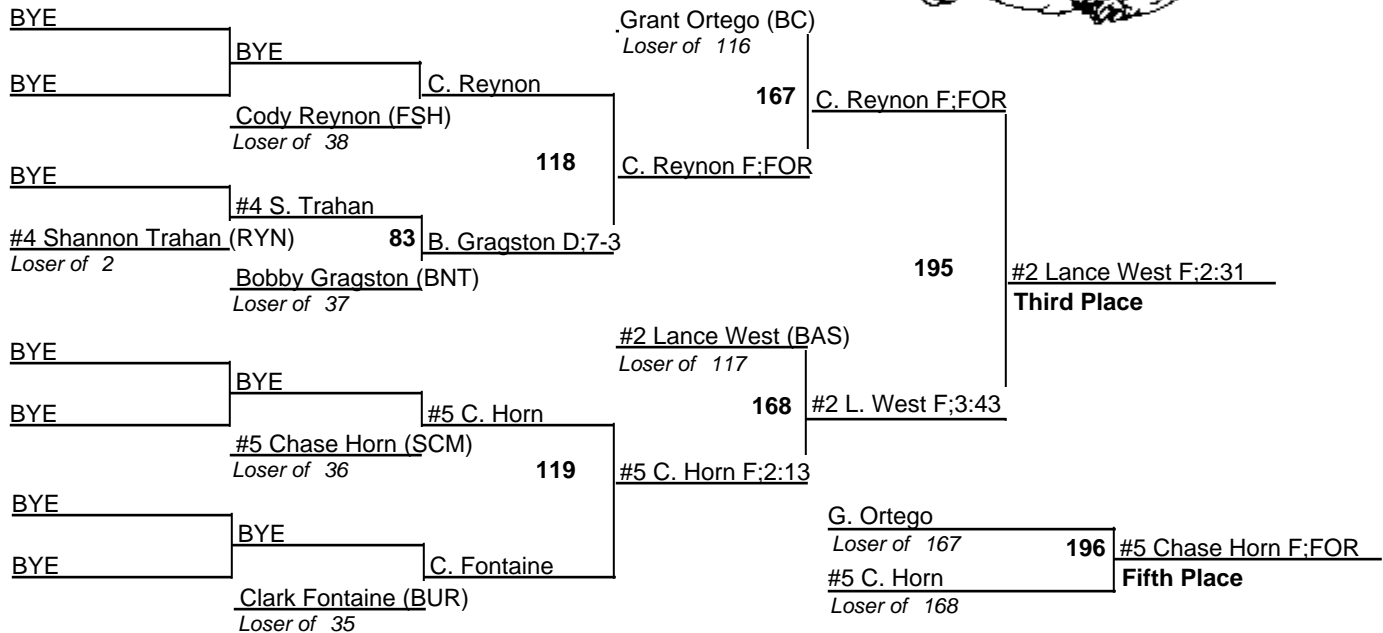 BYE
Grant Ortego (BC)
Loser of 116
BYE
BYE
C. Reynon
167
C. Reynon F;FOR
Cody Reynon (FSH)
Loser of 38
118
C. Reynon F;FOR
BYE
#4 S. Trahan
#4 Shannon Trahan (RYN)
Loser of 2
83
B. Gragston D;7-3
Bobby Gragston (BNT)
Loser of 37
195
#2 Lance West F;2:31
Third Place
#2 Lance West (BAS)
Loser of 117
BYE
BYE
BYE
#5 C. Horn
168
#2 L. West F;3:43
#5 Chase Horn (SCM)
Loser of 36
119
#5 C. Horn F;2:13
BYE
BYE
BYE
C. Fontaine
Clark Fontaine (BUR)
Loser of 35
G. Ortego
Loser of 167
196
#5 Chase Horn F;FOR
Fifth Place
#5 C. Horn
Loser of 168